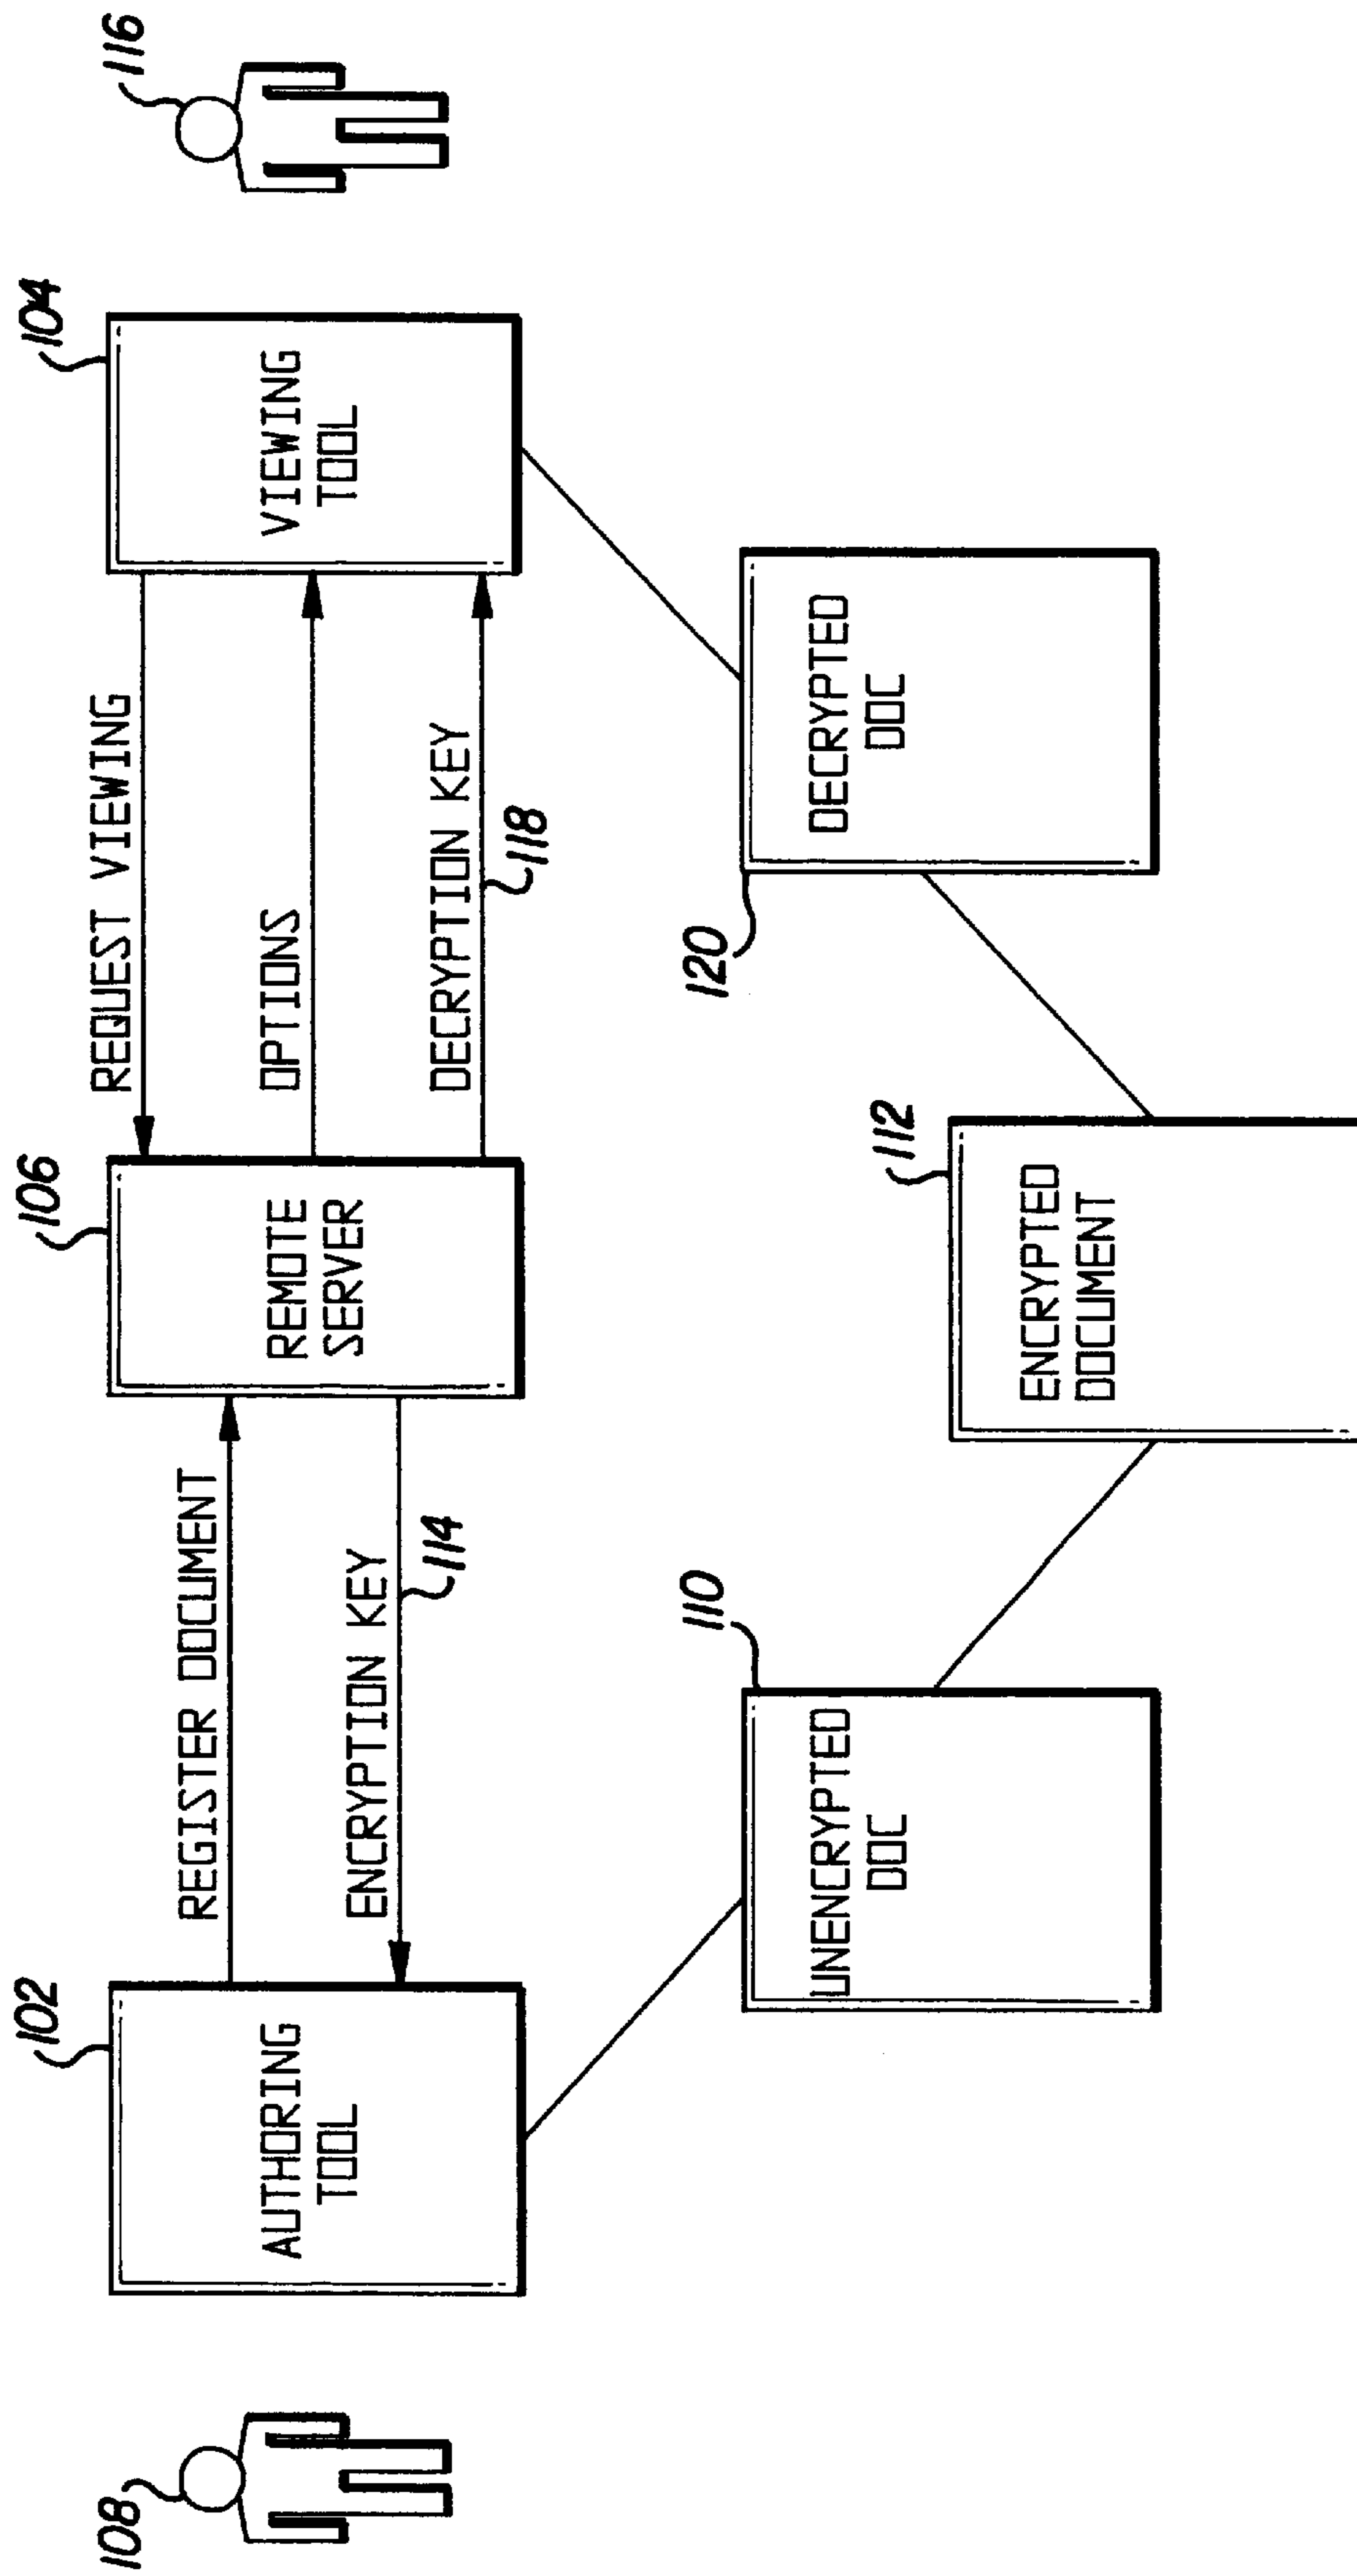 108
102
AUTHORING
TOOL
REGISTER DOCUMENT
ENCRYPTION KEY
114
106
REMOTE
SERVER
REQUEST VIEWING
OPTIONS
DECRYPTION KEY
118
104
VIEWING
TOOL
116
110
UNENCRYPTED
DOC
112
ENCRYPTED
DOCUMENT
120
DECRYPTED
DOC